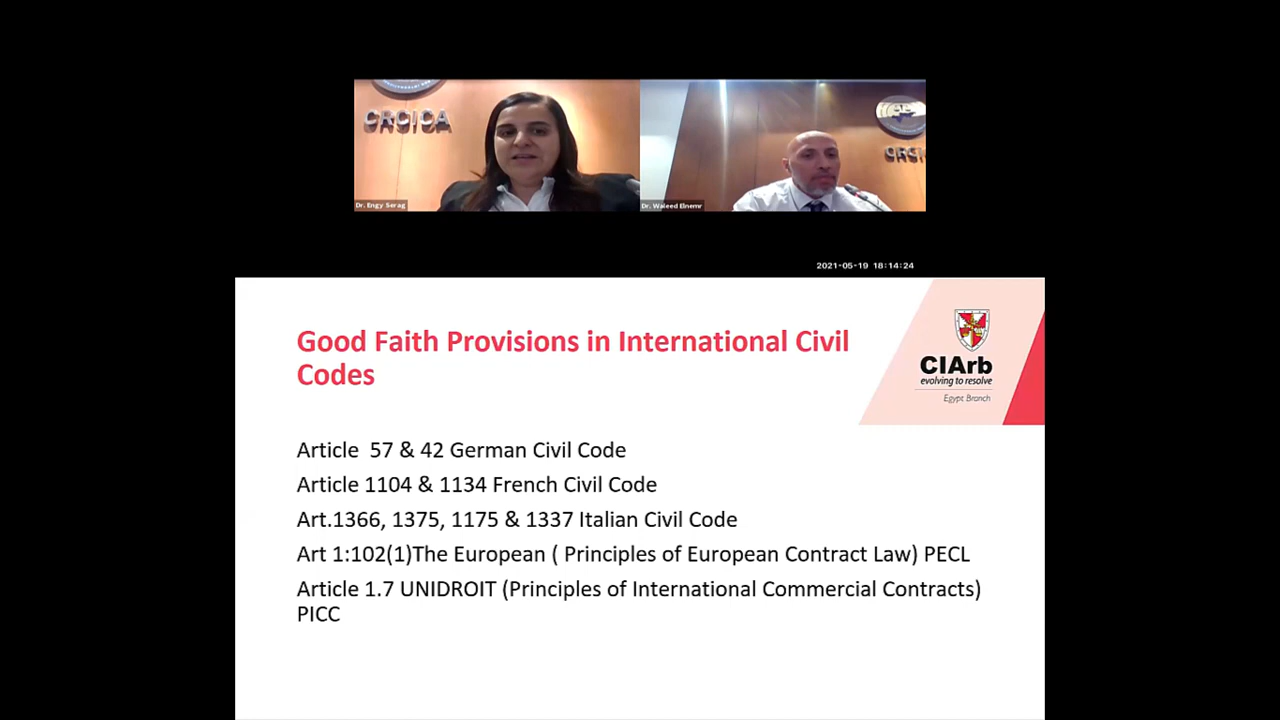 CRCICA
CRCI
Dr. Engy Serag
Dr. Waleed Elnemr
2021-05-19 18:14:24
Good Faith Provisions in International Civil
Codes
CIArb
evolving to resolve
Egypt Branch
Article 57 & 42 German Civil Code
Article 1104 & 1134 French Civil Code
Art.1366, 1375, 1175 & 1337 Italian Civil Code
Art 1:102(1)The European ( Principles of European Contract Law) PECL
Article 1.7 UNIDROIT (Principles of International Commercial Contracts)
PICC